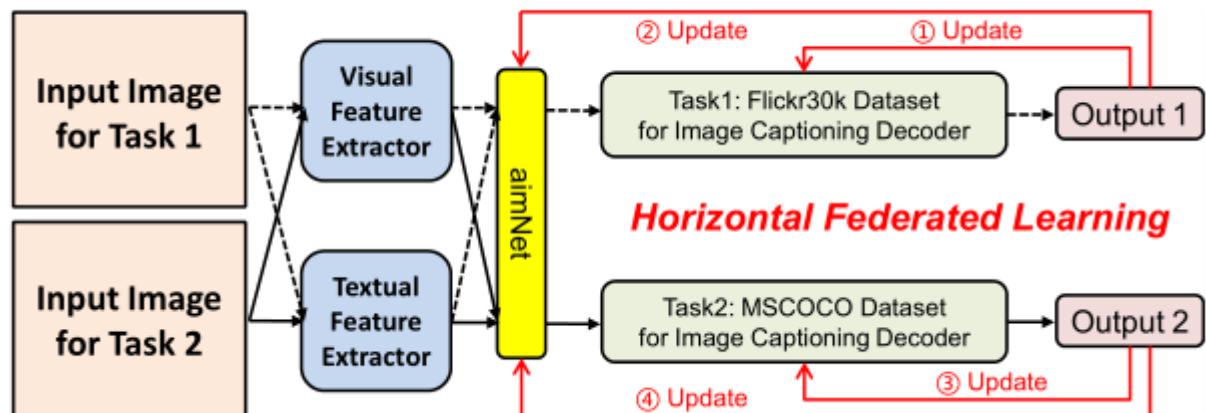 Input Image
for Task 1
Visual
Feature
Extractor
aimNet
② Update
① Update
Task1: Flickr30k Dataset
for Image Captioning Decoder
Output 1
Horizontal Federated Learning
Input Image
for Task 2
Textual
Feature
Extractor
Task2: MSCOCO Dataset
for Image Captioning Decoder
Output 2
③ Update
④ Update